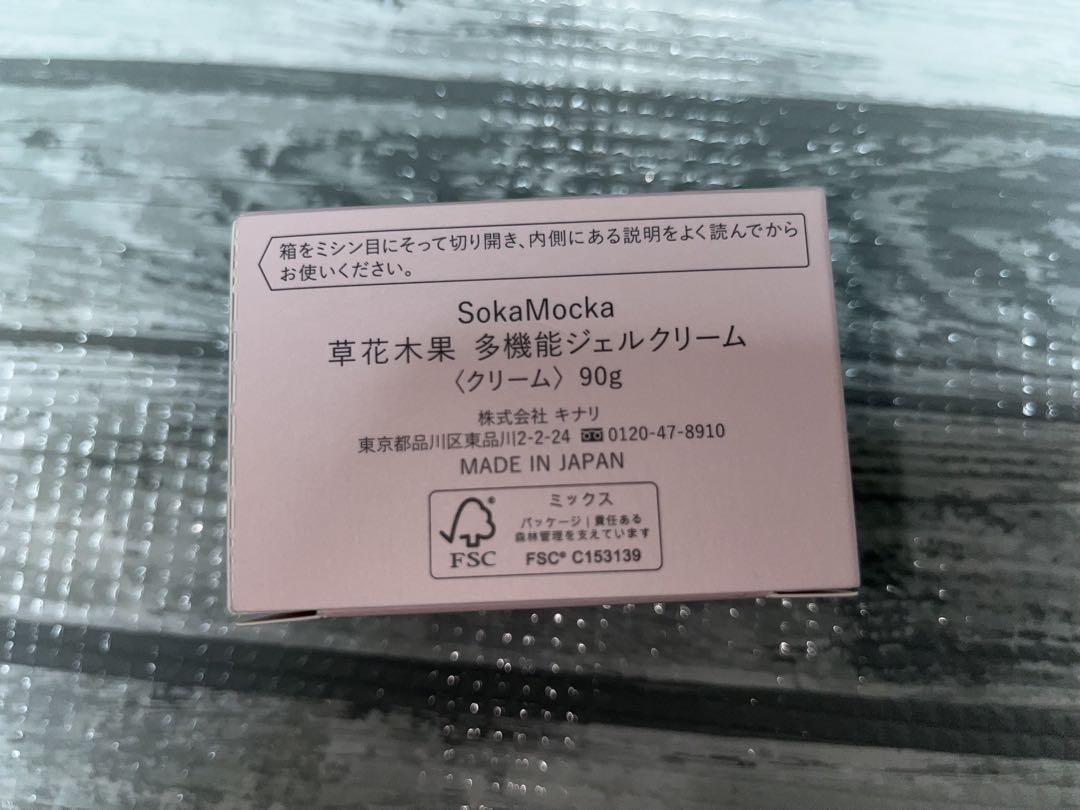 箱をミシン目にそって切り開き、内側にある説明をよく読んでから
お使いください。
SokaMocka
草花木果 多機能ジェルクリーム
〈クリーム〉 90g
株式会社 キナリ
東京都品川区東品川2-2-24 0120-47-8910
MADE IN JAPAN
ミックス
パッケージ | 責任ある
森林管理を支えています
FSC® C153139
®
FSC